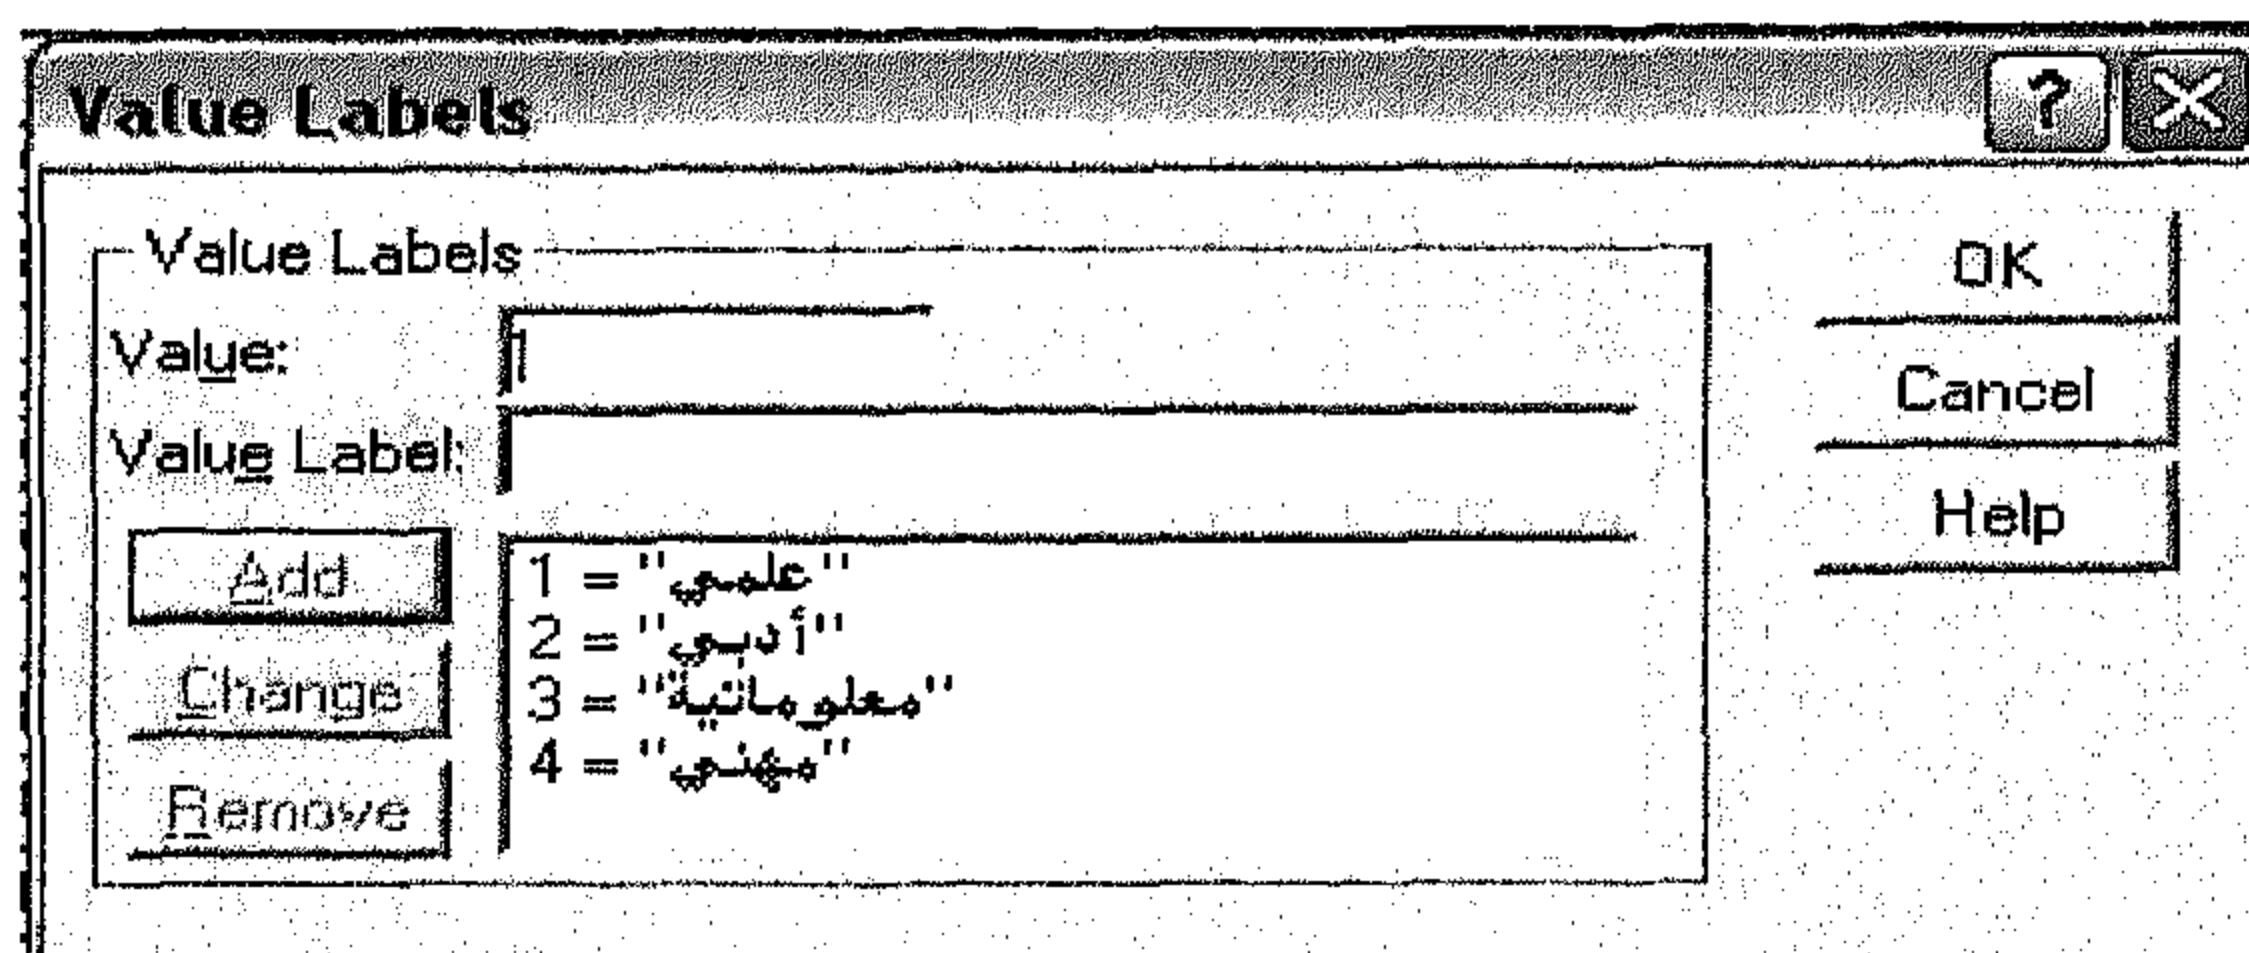 Value Labels
Value Labels
Value:
Value Label:
Add
Change
Remove
1 = "علمي"
2 = "أدبي"
3 = "معلوماتية"
4 = "مهني"
OK
Cancel
Help